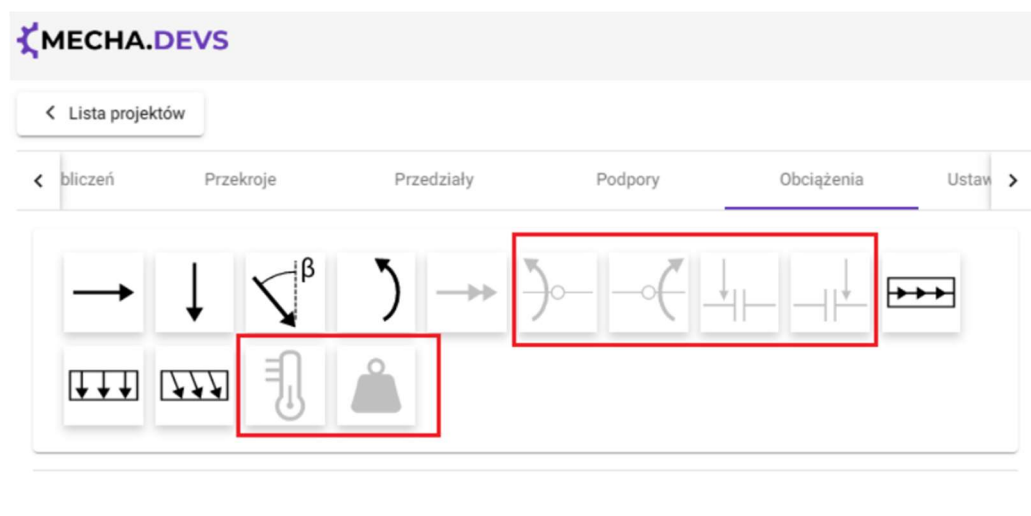 MECHA.DEVS
Lista projektów
bliczeń Przekroje Przedziały Podpory Obciążenia Ustaw
β